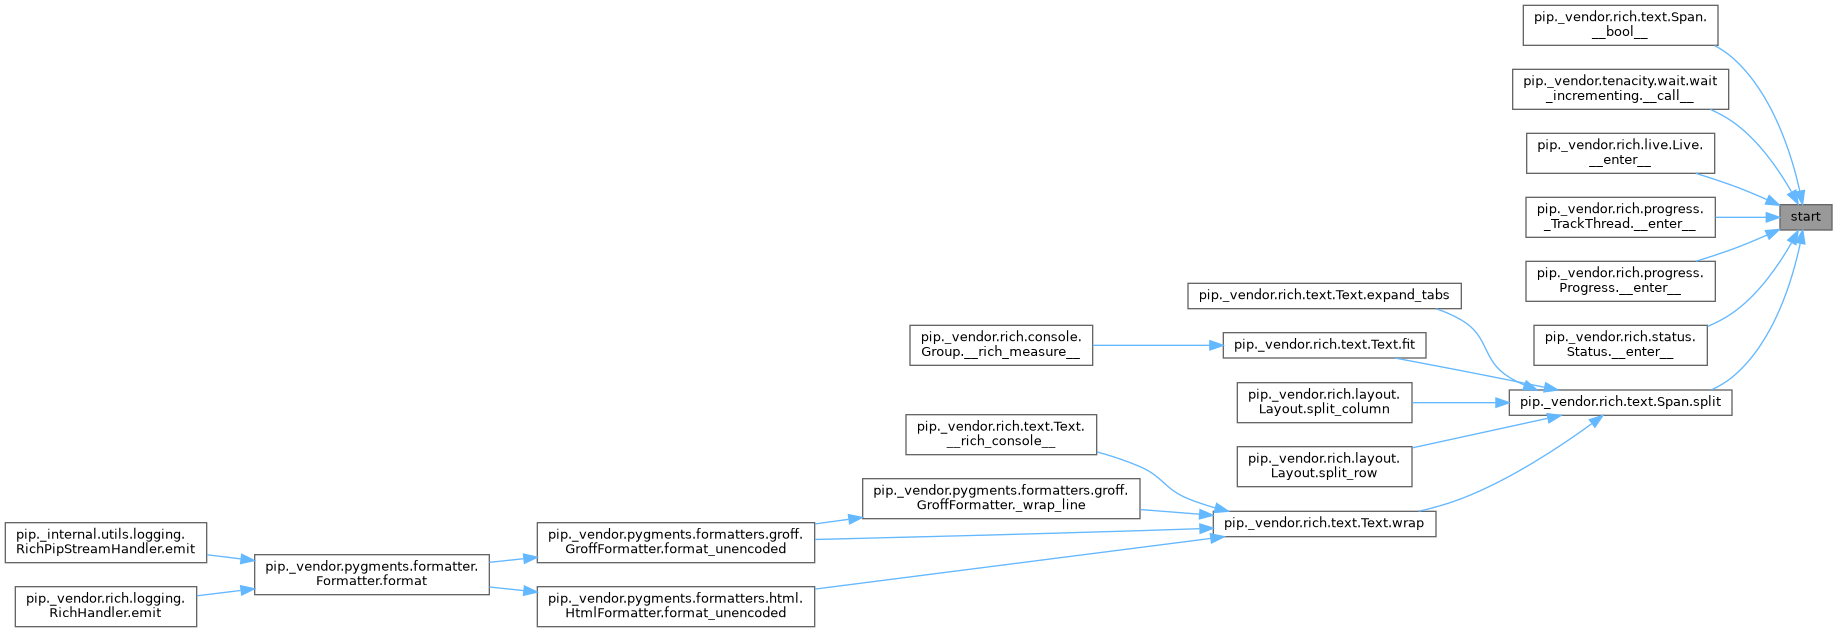 pip._vendor.rich.text.Span.
__bool__
pip._vendor.tenacity.wait.wait
_incrementing.__call__
pip._vendor.rich.live.Live.
__enter__
pip._vendor.rich.progress.
_TrackThread.__enter__
start
pip._vendor.rich.progress.
Progress.__enter__
pip._vendor.rich.status.
Status.__enter__
pip._vendor.rich.text.Text.expand_tabs
pip._vendor.rich.console.
Group.__rich_measure__
pip._vendor.rich.text.Text.fit
pip._vendor.rich.layout.
Layout.split_column
pip._vendor.rich.text.Span.split
pip._vendor.rich.text.Text.
__rich_console__
pip._vendor.rich.layout.
Layout.split_row
pip._vendor.pygments.formatters.groff.
GroffFormatter._wrap_line
pip._vendor.rich.text.Text.wrap
pip._internal.utils.logging.
RichPipStreamHandler.emit
pip._vendor.pygments.formatters.groff.
GroffFormatter.format_unencoded
pip._vendor.pygments.formatter.
Formatter.format
pip._vendor.rich.logging.
RichHandler.emit
pip._vendor.pygments.formatters.html.
HtmlFormatter.format_unencoded